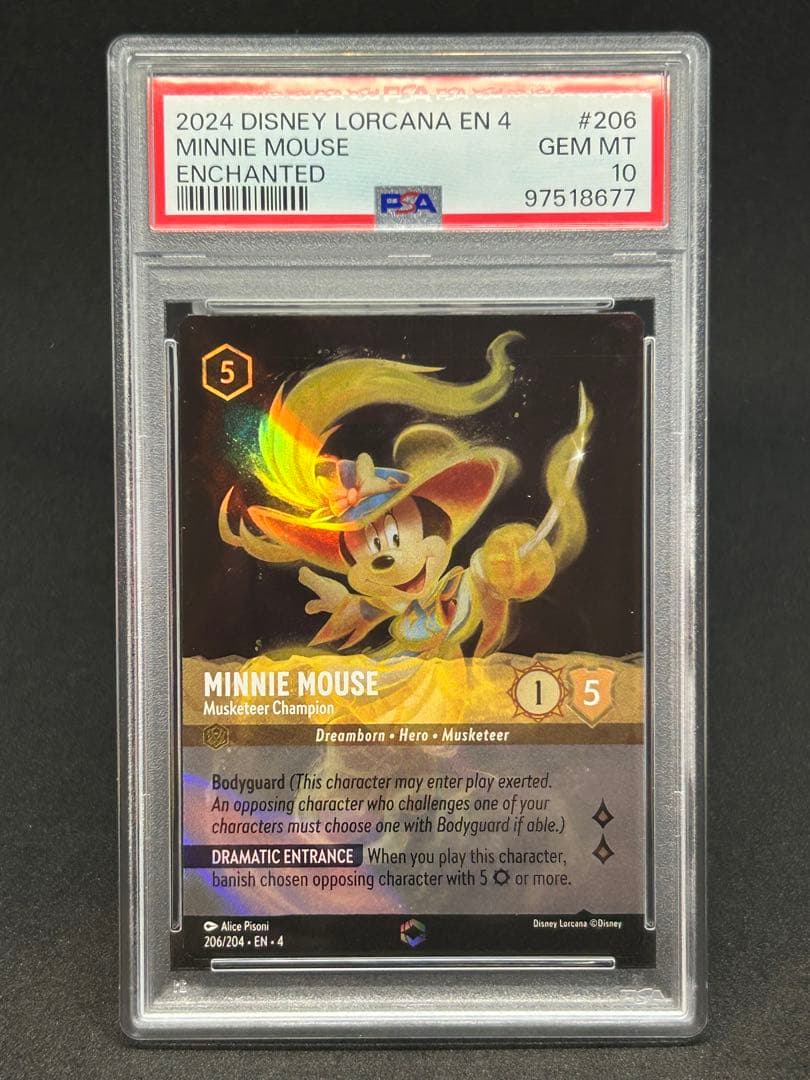 2024 DISNEY LORCANA EN 4 #206
MINNIE MOUSE GEM MT
ENCHANTED 10
PSA 97518677
5
MINNIE MOUSE
Musketeer Champion
1 5
Dreamborn • Hero • Musketeer
Bodyguard (This character may enter play exerted.
An opposing character who challenges one of your
characters must choose one with Bodyguard if able.)
DRAMATIC ENTRANCE When you play this character,
banish chosen opposing character with 5 or more.
Alice Pisoni
206/204 • EN • 4
Disney Lorcana ©Disney